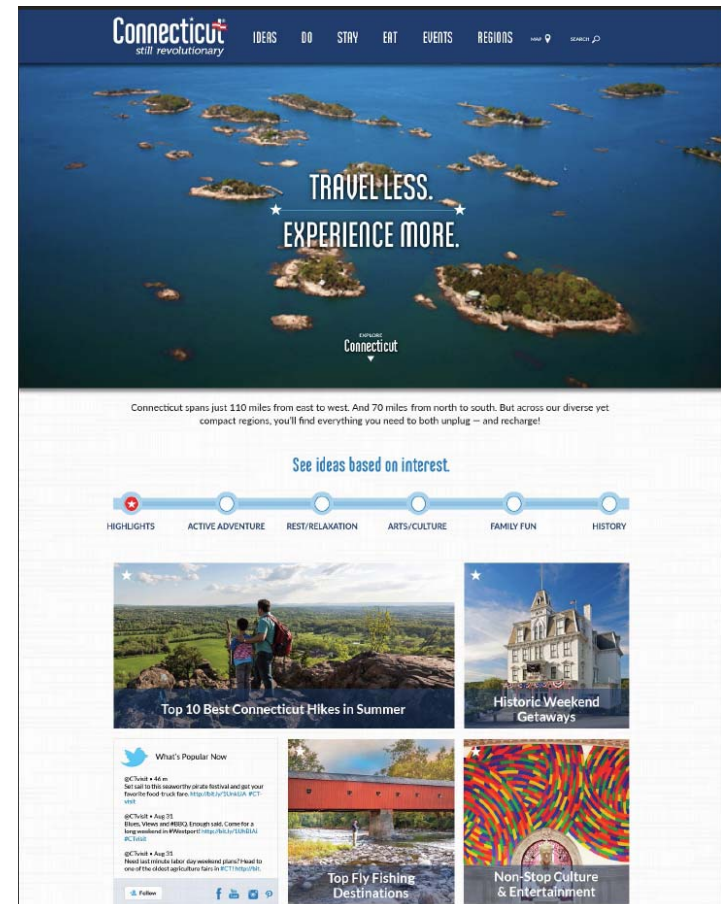 Connecticut
still revolutionary
IDEAS DO STAY EAT EVENTS REGIONS MAP SEARCH
TRAVEL LESS.
EXPERIENCE MORE.
EXPLORE
Connecticut
Connecticut spans just 110 miles from east to west. And 70 miles from north to south. But across our diverse yet
compact regions, you'll find everything you need to both unplug — and recharge!
See ideas based on interest.
HIGHLIGHTS ACTIVE ADVENTURE REST/RELAXATION ARTS/CULTURE FAMILY FUN HISTORY
Top 10 Best Connecticut Hikes in Summer
Historic Weekend
Getaways
What's Popular Now
@CTvisit • 46 m
Set sail to this seaworthy pirate festival and get your
favorite food-truck fare. #CT-
visit
@CTvisit • Aug 31
Blues, Views and #BBQ. Enough said. Come for a
long weekend in #Westport!
#CTvisit
@CTvisit • Aug 31
Need last minute labor day weekend plans? Head to
one of the oldest agriculture fairs in #CT! http://bit.
Follow
Top Fly Fishing
Destinations
Non-Stop Culture
& Entertainment